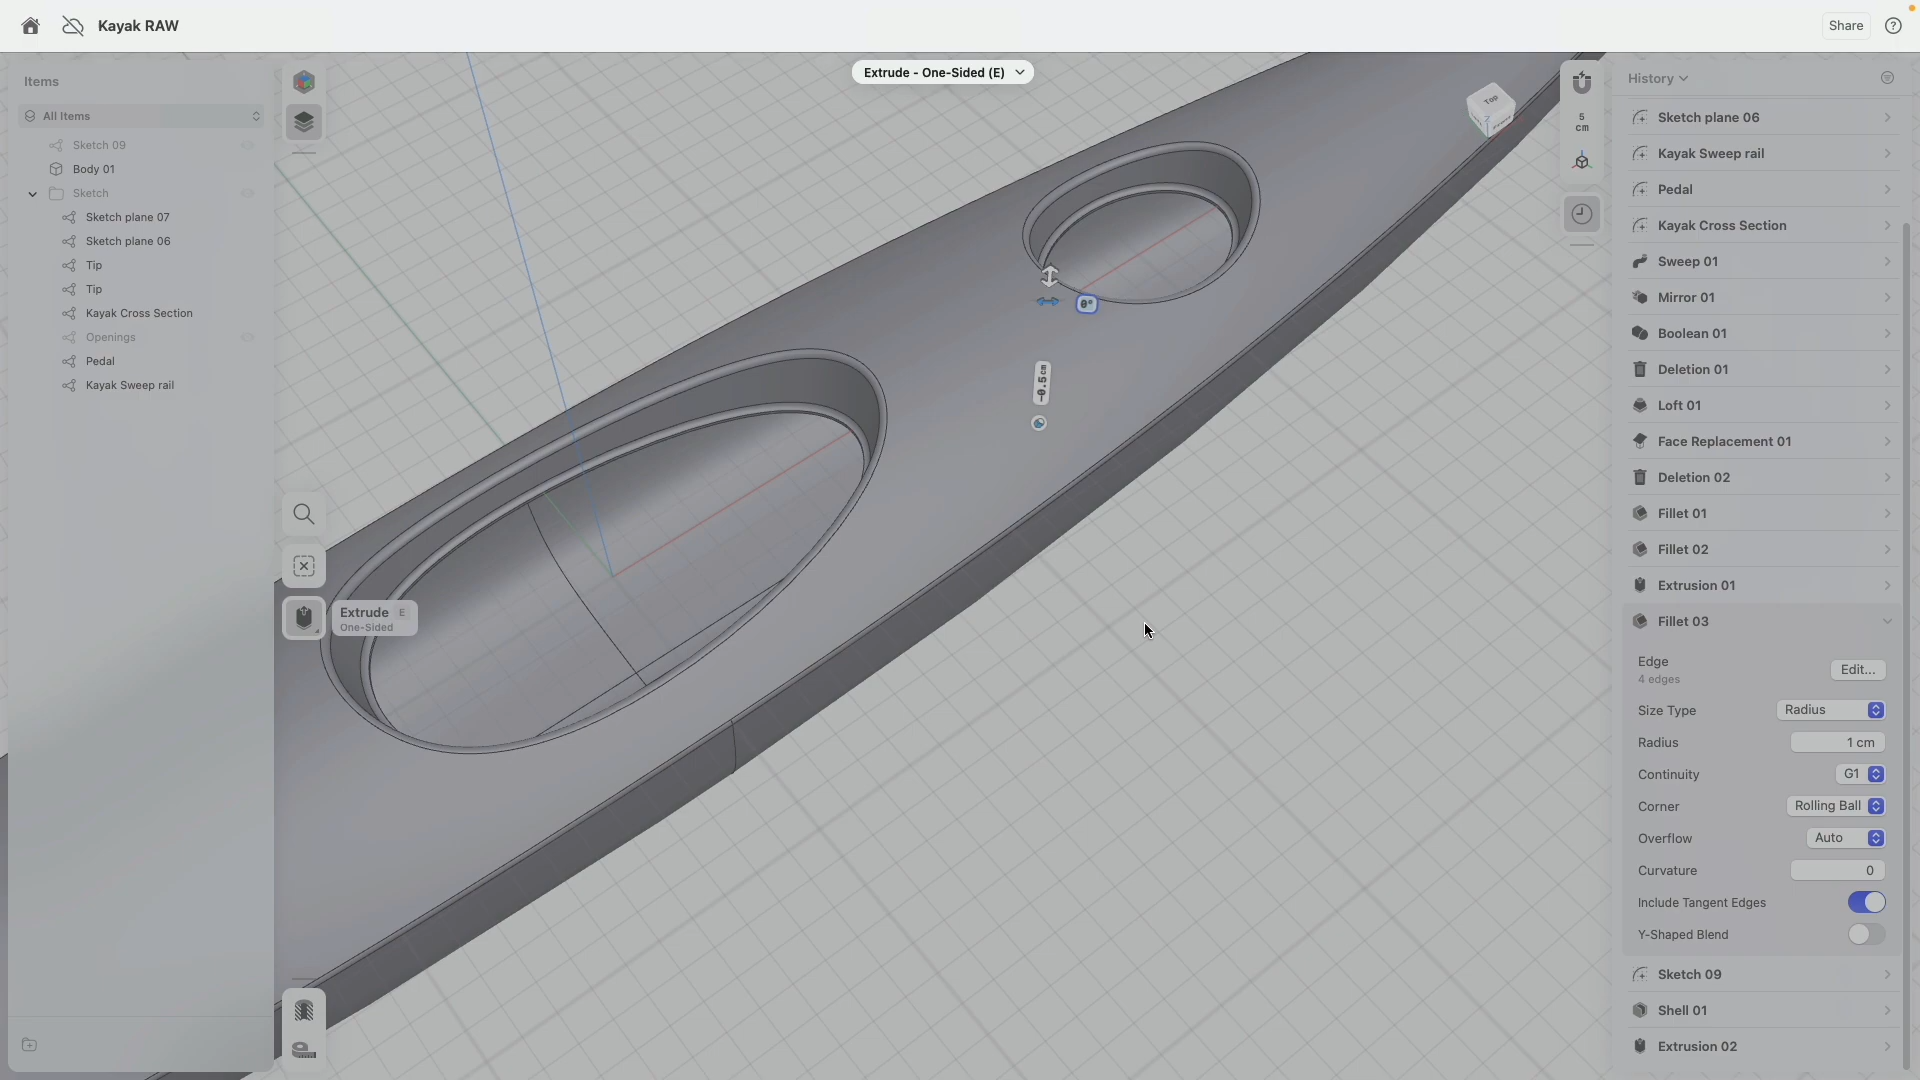 Kayak RAW
Share
Extrude - One-Sided (E)
Items
All Items
Sketch 09
Body 01
Sketch
Sketch plane 07
Sketch plane 06
Tip
Tip
Kayak Cross Section
Openings
Pedal
Kayak Sweep rail
Extrude E
One-Sided
0°
-0.5 cm
Top
5
cm
History
Sketch plane 06
Kayak Sweep rail
Pedal
Kayak Cross Section
Sweep 01
Mirror 01
Boolean 01
Deletion 01
Loft 01
Face Replacement 01
Deletion 02
Fillet 01
Fillet 02
Extrusion 01
Fillet 03
Edge
4 edges
Edit...
Size Type
Radius
Radius
1 cm
Continuity
G1
Corner
Rolling Ball
Overflow
Auto
Curvature
0
Include Tangent Edges
Y-Shaped Blend
Sketch 09
Shell 01
Extrusion 02